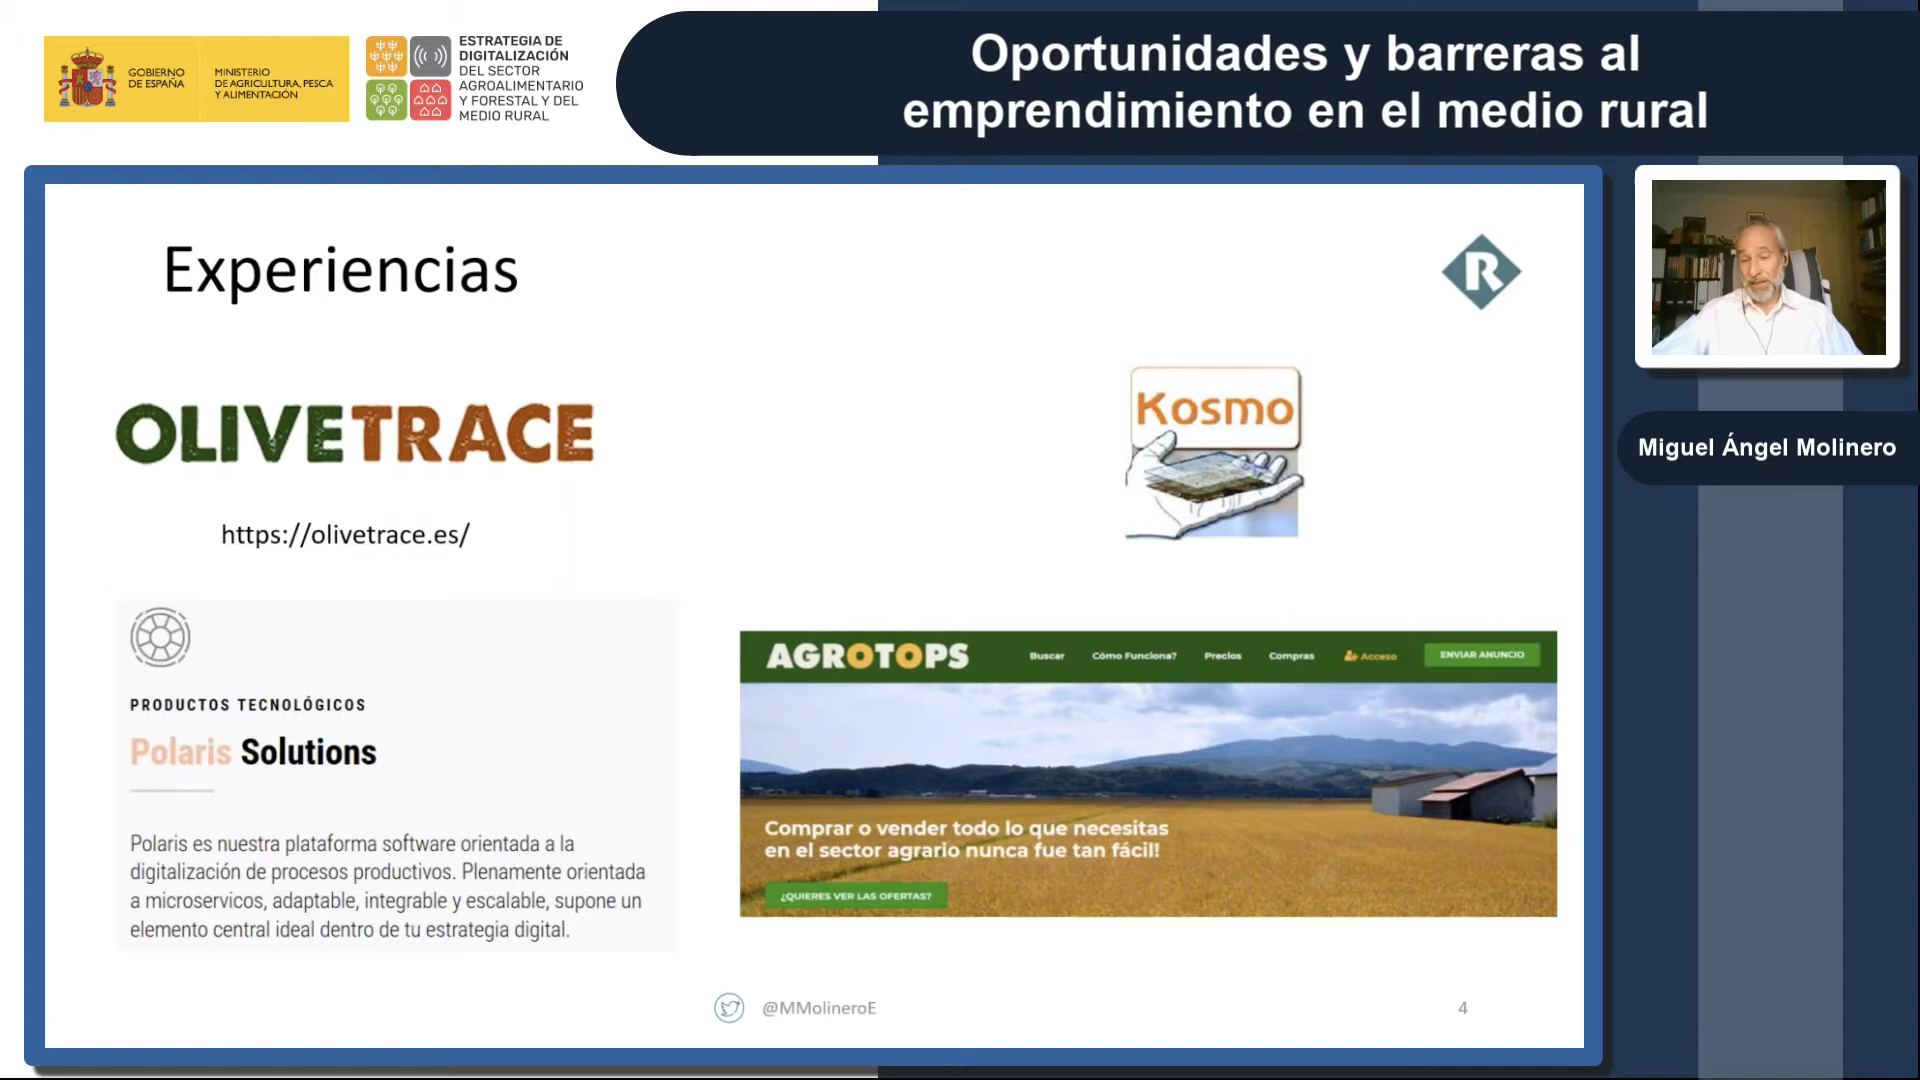 GOBIERNO
DE ESPAÑA
MINISTERIO
DE AGRICULTURA, PESCA
Y ALIMENTACIÓN
ESTRATEGIA DE
DIGITALIZACIÓN
DEL SECTOR
AGROALIMENTARIO
Y FORESTAL Y DEL
MEDIO RURAL
Oportunidades y barreras al
emprendimiento en el medio rural
Experiencias
R
OLIVETRACE
https://olivetrace.es/
Kosmo
PRODUCTOS TECNOLÓGICOS
Polaris Solutions
Polaris es nuestra plataforma software orientada a la
digitalización de procesos productivos. Plenamente orientada
a microservicos, adaptable, integrable y escalable, supone un
elemento central ideal dentro de tu estrategia digital.
AGROTOPS
Buscar Cómo Funciona? Precios Compras Acceso ENVIAR ANUNCIO
Comprar o vender todo lo que necesitas
en el sector agrario nunca fue tan fácil!
¿QUIERES VER LAS OFERTAS?
@MMolineroE
4
Miguel Ángel Molinero